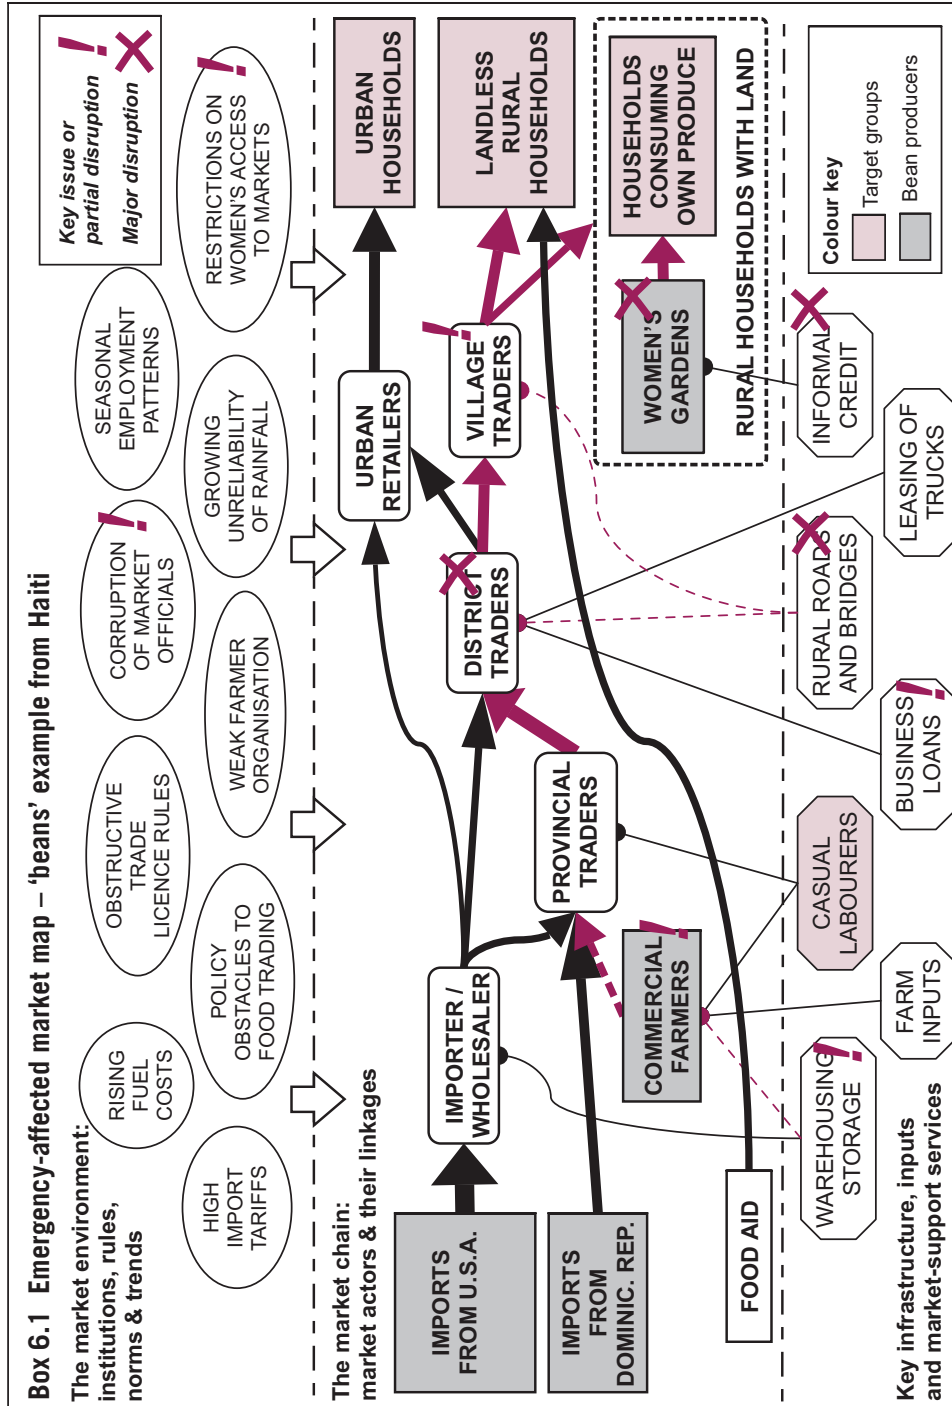 Box 6.1 Emergency-affected market map – 'beans' example from Haiti
The market environment:
institutions, rules,
norms & trends
Key issue or
partial disruption
Major disruption
RISING
FUEL
COSTS
OBSTRUCTIVE
TRADE
LICENCE RULES
CORRUPTION
OF MARKET
OFFICIALS
SEASONAL
EMPLOYMENT
PATTERNS
HIGH
IMPORT
TARIFFS
POLICY
OBSTACLES TO
FOOD TRADING
WEAK FARMER
ORGANISATION
GROWING
UNRELIABILITY
OF RAINFALL
RESTRICTIONS ON
WOMEN'S ACCESS
TO MARKETS
The market chain:
market actors & their linkages
URBAN
RETAILERS
URBAN
HOUSEHOLDS
IMPORTS
FROM U.S.A.
IMPORTER /
WHOLESALER
DISTRICT
TRADERS
VILLAGE
TRADERS
LANDLESS
RURAL
HOUSEHOLDS
IMPORTS
FROM
DOMINIC. REP.
PROVINCIAL
TRADERS
COMMERCIAL
FARMERS
WOMEN'S
GARDENS
HOUSEHOLDS
CONSUMING
OWN PRODUCE
RURAL HOUSEHOLDS WITH LAND
FOOD AID
WAREHOUSING
STORAGE
CASUAL
LABOURERS
RURAL ROADS
AND BRIDGES
INFORMAL
CREDIT
FARM
INPUTS
BUSINESS
LOANS
LEASING OF
TRUCKS
Key infrastructure, inputs
and market-support services
Colour key
Target groups
Bean producers